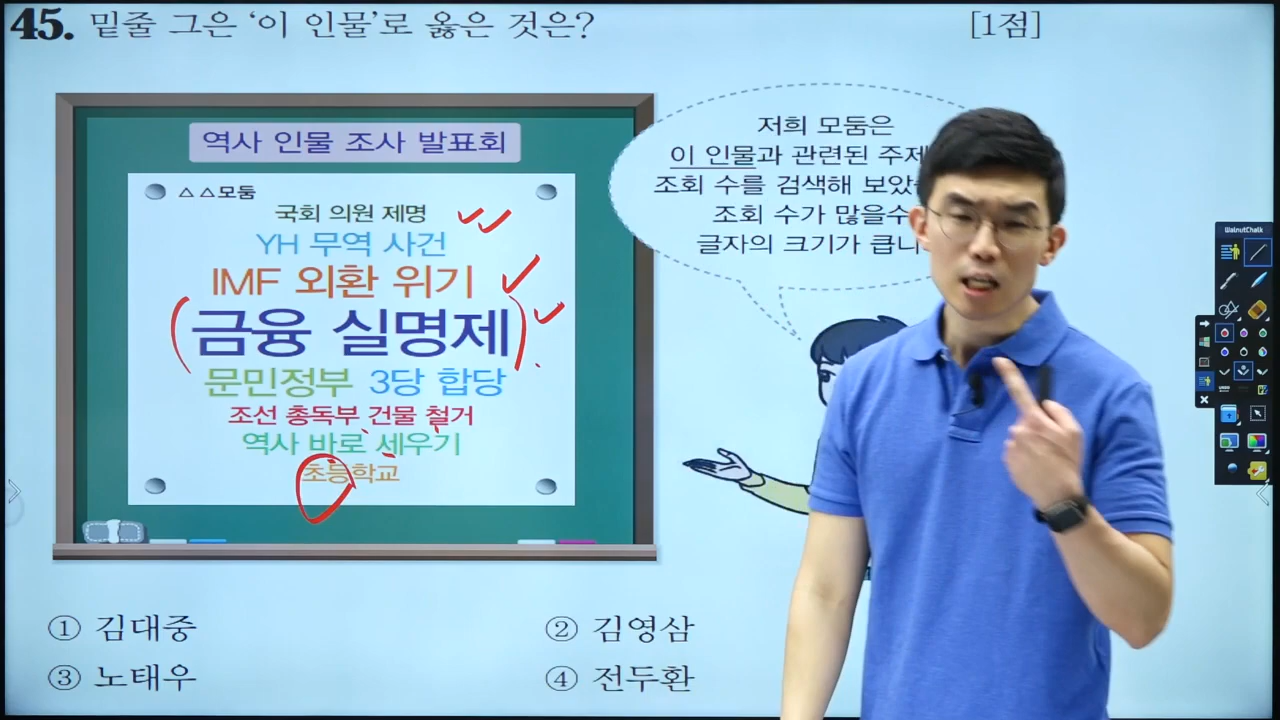 45. 밑줄 그은 ‘이 인물’로 옳은 것은? [1점]
역사 인물 조사 발표회
△△모둠
국회 의원 제명
YH 무역 사건
IMF 외환 위기
금융 실명제
문민정부 3당 합당
조선 총독부 건물 철거
역사 바로 세우기
초등학교
저희 모둠은
이 인물과 관련된 주제
조회 수를 검색해 보았
조회 수가 많을수
글자의 크기가 큽니
① 김대중 ② 김영삼
③ 노태우 ④ 전두환
WalnutChalk